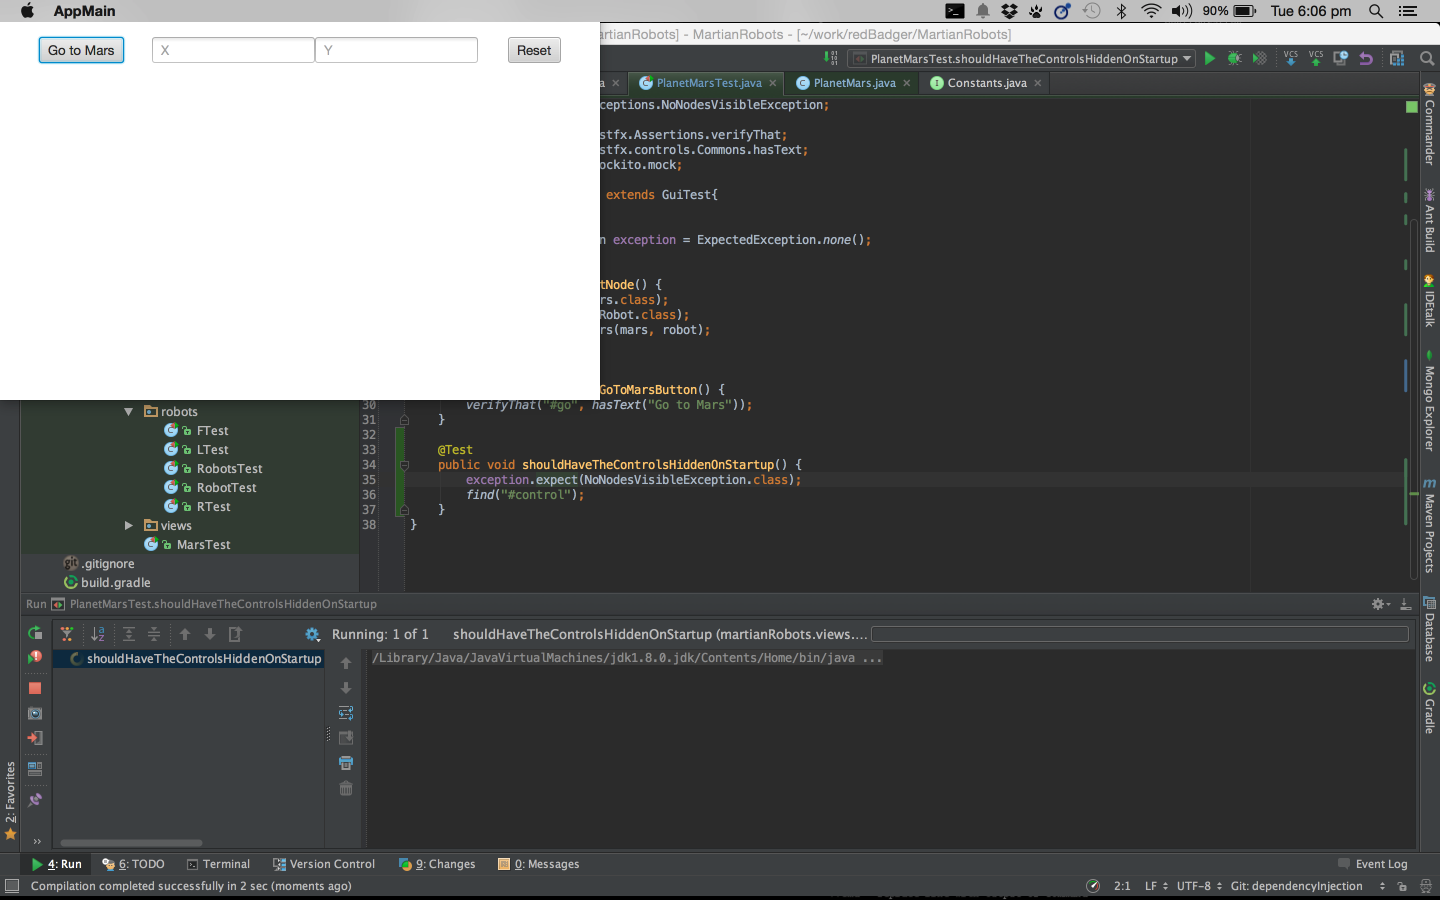 AppMain
90%
Tue 6:06 pm
Go to Mars
X
Y
Reset
artianRobots] - MartianRobots - [~/work/redBadger/MartianRobots]
PlanetMarsTest.shouldHaveTheControlsHiddenOnStartup
VCS
VCS
a
PlanetMarsTest.java
PlanetMars.java
Constants.java
ceptions.NoNodesVisibleException;
stfx.Assertions.verifyThat;
stfx.controls.Commons.hasText;
ockito.mock;
extends GuiTest{
n exception = ExpectedException.none();
tNode() {
rs.class);
Robot.class);
rs(mars, robot);
GoToMarsButton() {
30 verifyThat("#go", hasText("Go to Mars"));
31 }
32
33 @Test
34 public void shouldHaveTheControlsHiddenOnStartup() {
35 exception.expect(NoNodesVisibleException.class);
36 find("#control");
37 }
38 }
robots
FTest
LTest
RobotsTest
RobotTest
RTest
views
MarsTest
.gitignore
build.gradle
Commander
Ant Build
IDEtalk
Mongo Explorer
Maven Projects
Database
Gradle
Run PlanetMarsTest.shouldHaveTheControlsHiddenOnStartup
Running: 1 of 1 shouldHaveTheControlsHiddenOnStartup (martianRobots.views....
shouldHaveTheControlsHiddenOnStartup
/Library/Java/JavaVirtualMachines/jdk1.8.0.jdk/Contents/Home/bin/java ...
2: Favorites
4: Run
6: TODO
Terminal
Version Control
9: Changes
0: Messages
Event Log
Compilation completed successfully in 2 sec (moments ago)
2:1
LF
UTF-8
Git: dependencyInjection